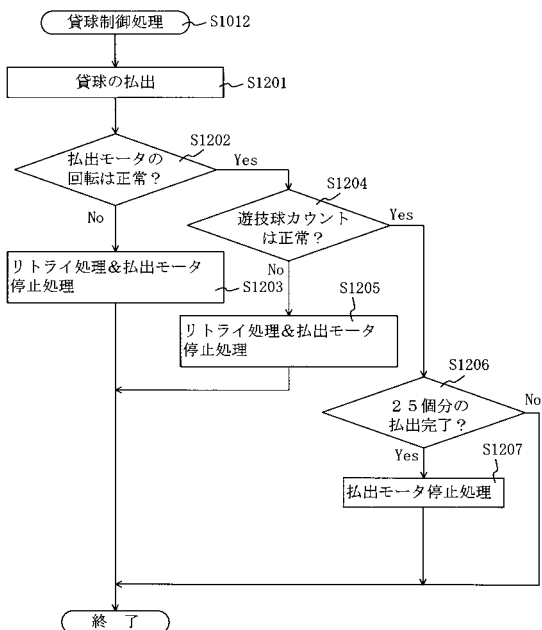 貸球制御処理
S1012
貸球の払出
S1201
S1202
払出モータの
回転は正常？
Yes
No
S1204
遊技球カウント
は正常？
Yes
No
リトライ処理＆払出モータ
停止処理
S1203
S1205
リトライ処理＆払出モータ
停止処理
S1206
２５個分の
払出完了？
No
Yes
S1207
払出モータ停止処理
終　了